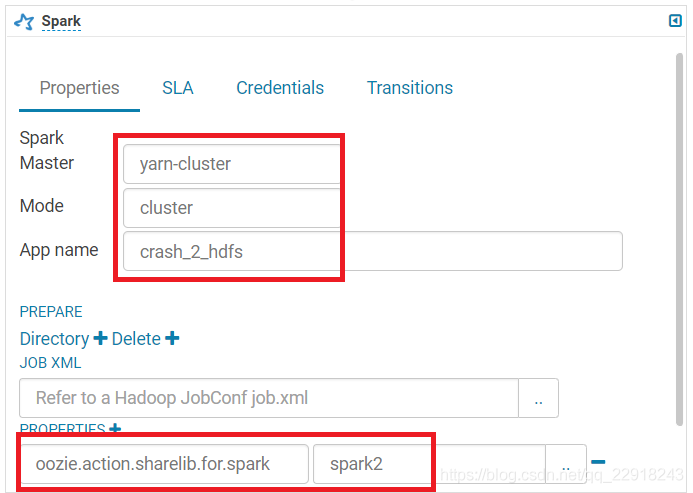 Spark
Properties SLA Credentials Transitions
Spark
Master yarn-cluster
Mode cluster
App name crash_2_hdfs
PREPARE
Directory + Delete +
JOB XML
Refer to a Hadoop JobConf job.xml ..
PROPERTIES +
oozie.action.sharelib.for.spark spark2 ..
https://blog.csdn.net/qq_22918243